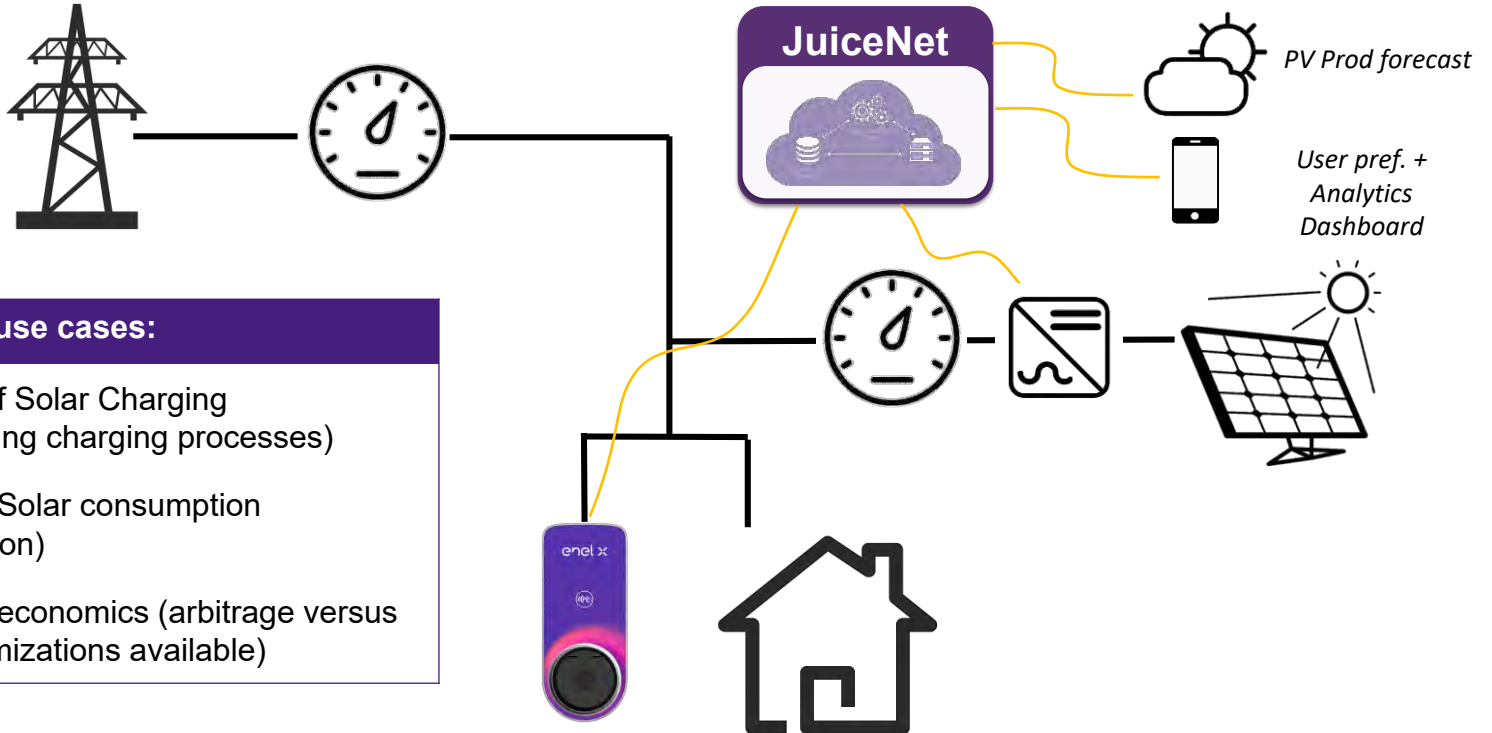 JuiceNet
PV Prod forecast
User pref. +
Analytics
Dashboard
use cases:
f Solar Charging
ing charging processes)
Solar consumption
on)
economics (arbitrage versus
mizations available)
enel x